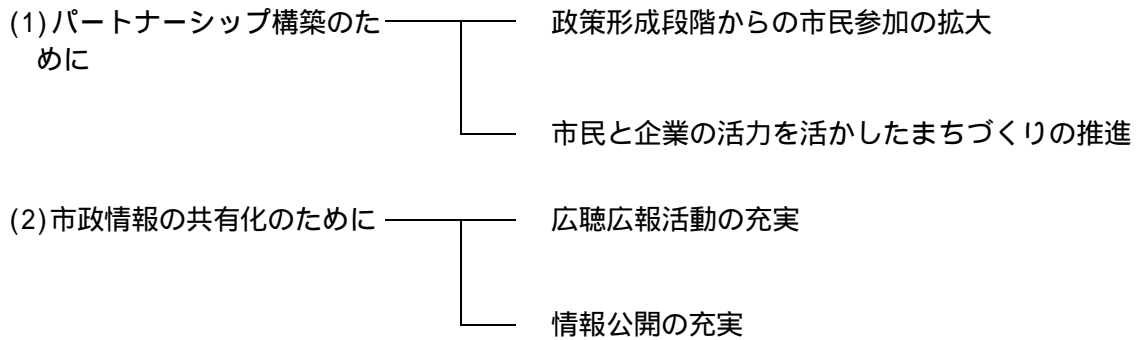 (1)パートナーシップ構築のた
めに
政策形成段階からの市民参加の拡大
市民と企業の活力を活かしたまちづくりの推進
(2)市政情報の共有化のために
広聴広報活動の充実
情報公開の充実